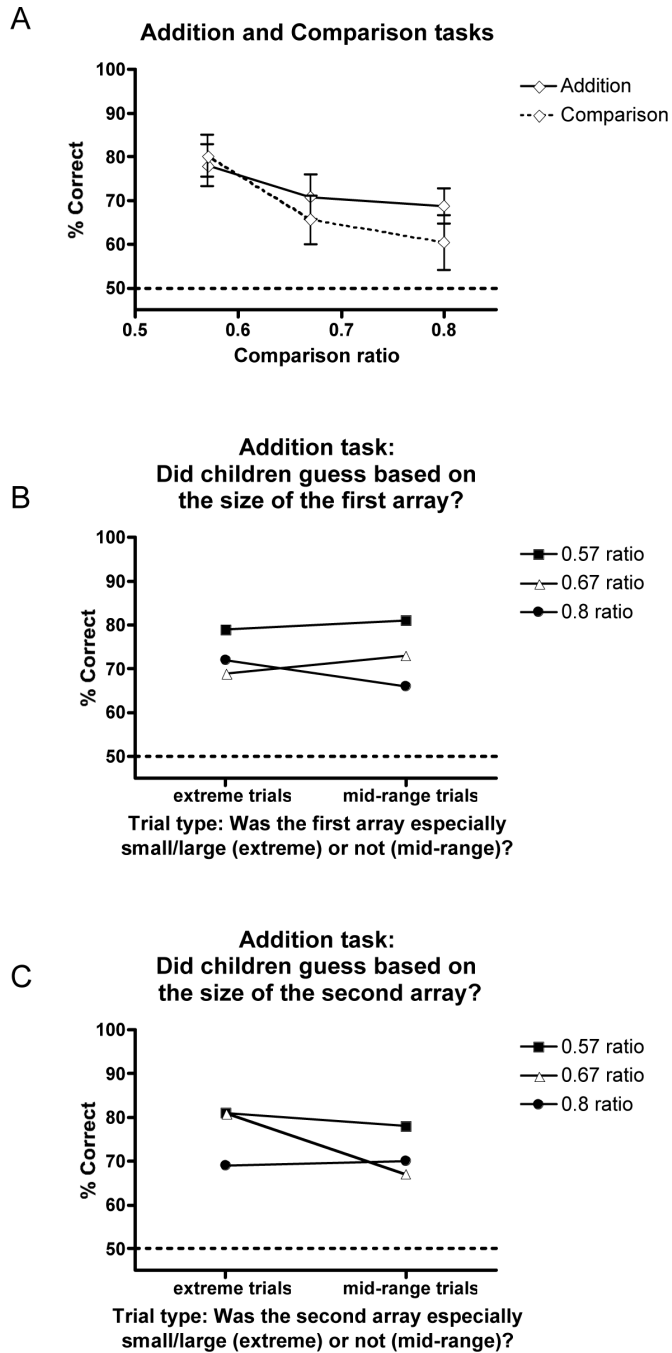 A
Addition and Comparison tasks
100
90
80
70
60
50
% Correct
0.5
0.6
0.7
0.8
Comparison ratio
Addition
Comparison
B
Addition task:
Did children guess based on
the size of the first array?
100
90
80
70
60
50
% Correct
extreme trials
mid-range trials
Trial type: Was the first array especially
small/large (extreme) or not (mid-range)?
0.57 ratio
0.67 ratio
0.8 ratio
C
Addition task:
Did children guess based on
the size of the second array?
100
90
80
70
60
50
% Correct
extreme trials
mid-range trials
Trial type: Was the second array especially
small/large (extreme) or not (mid-range)?
0.57 ratio
0.67 ratio
0.8 ratio